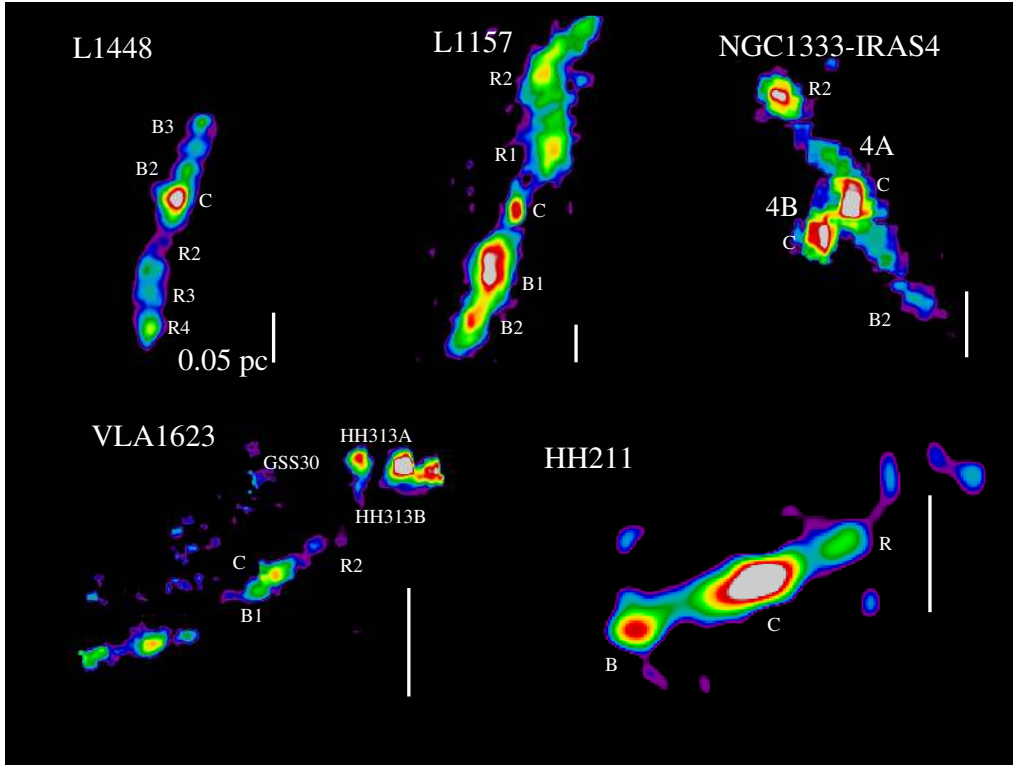 L1448
B3
B2
C
R2
R3
R4
0.05 pc
L1157
R2
R1
C
B1
B2
NGC1333-IRAS4
R2
4A
C
4B
C
B2
VLA1623
GSS30
HH313A
HH313B
C
R2
B1
HH211
R
C
B